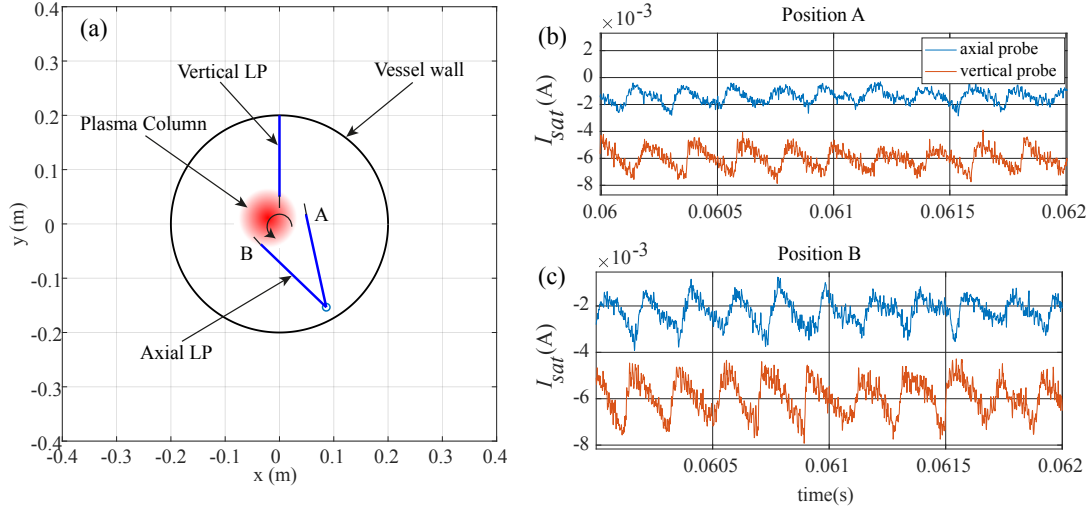 (a)
0.4
0.3
0.2
0.1
0
-0.1
-0.2
-0.3
-0.4
y (m)
-0.4 -0.3 -0.2 -0.1 0 0.1 0.2 0.3 0.4
x (m)
Vertical LP
Vessel wall
Plasma Column
A
B
Axial LP
Position A
(b)
×10⁻³
axial probe
vertical probe
2
0
-2
-4
-6
-8
I_sat(A)
0.06 0.0605 0.061 0.0615 0.062
Position B
(c)
×10⁻³
-2
-4
-6
-8
I_sat(A)
0.0605 0.061 0.0615 0.062
time(s)